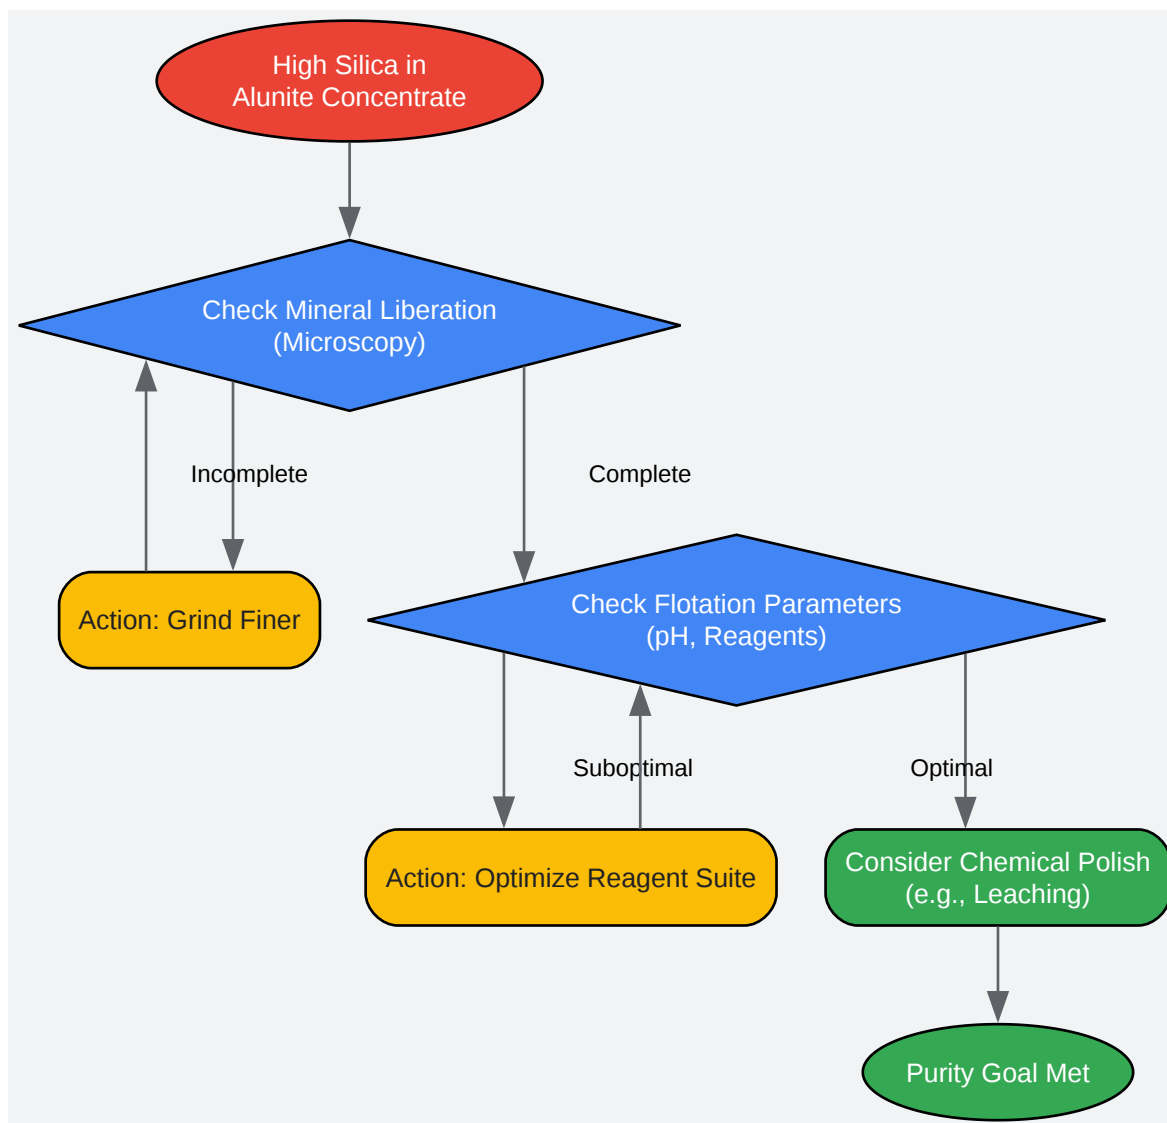 High Silica in
Alunite Concentrate
Check Mineral Liberation
(Microscopy)
Incomplete
Complete
Action: Grind Finer
Check Flotation Parameters
(pH, Reagents)
Suboptimal
Optimal
Action: Optimize Reagent Suite
Consider Chemical Polish
(e.g., Leaching)
Purity Goal Met